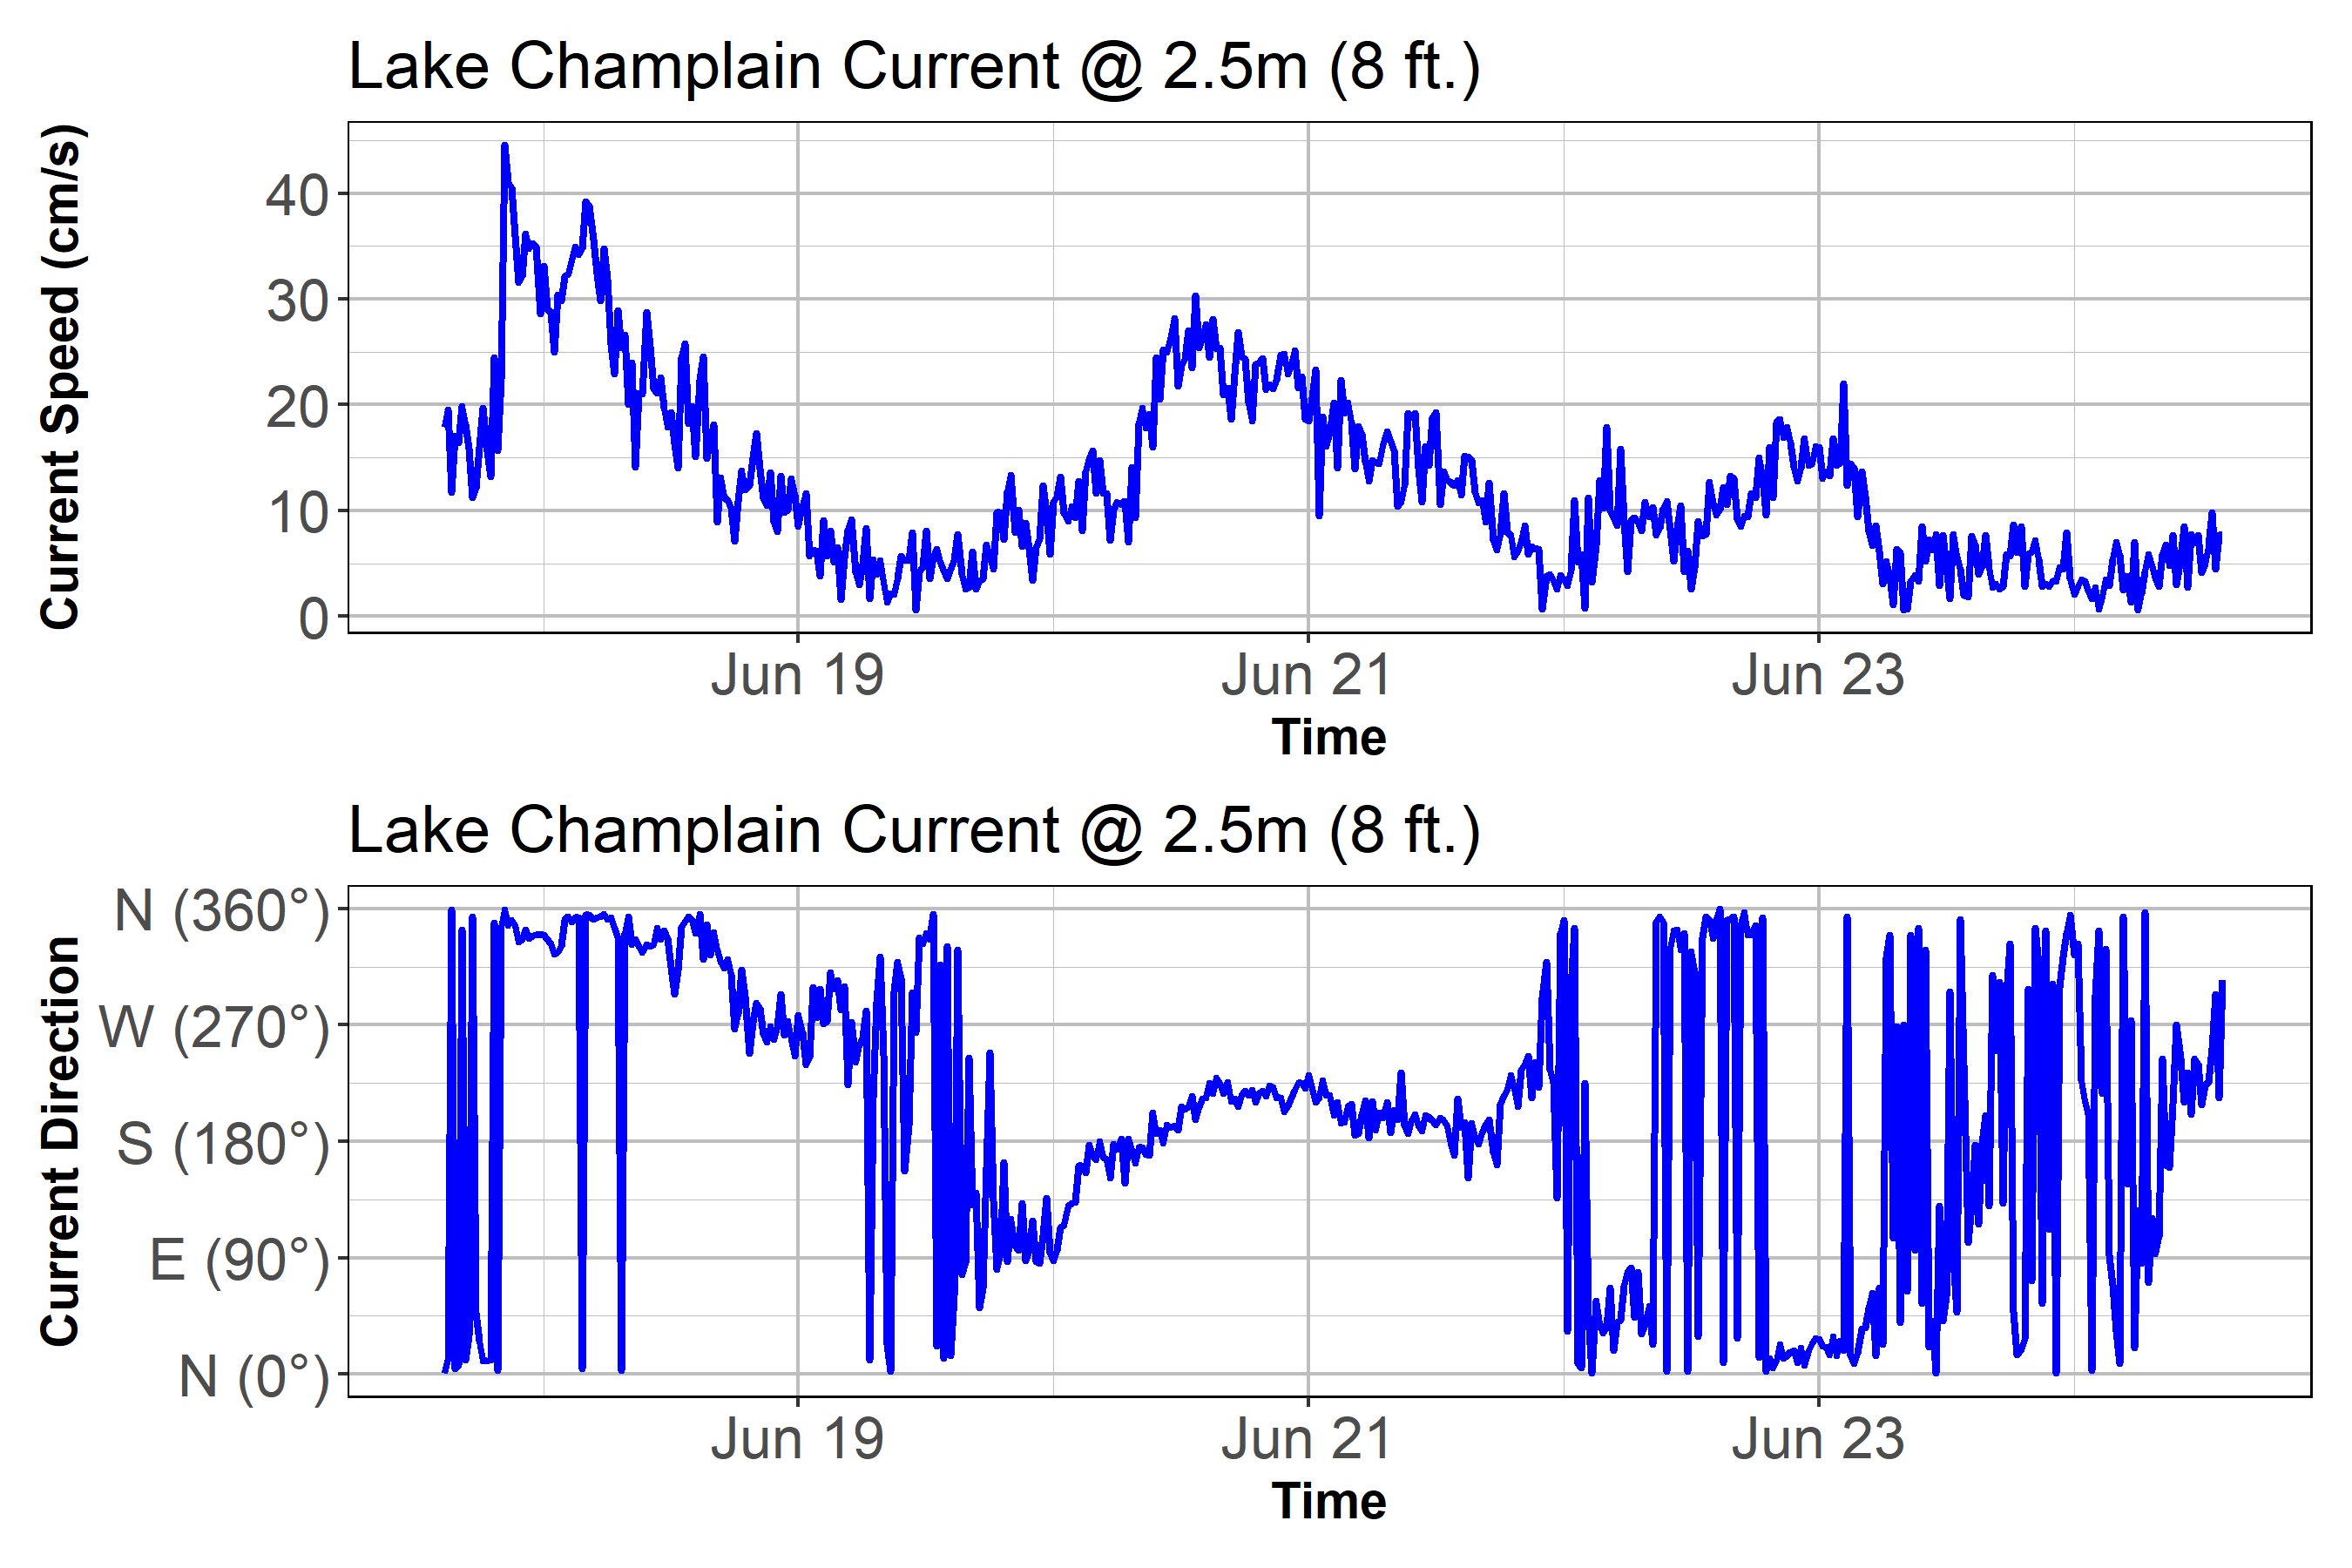 Lake Champlain Current @ 2.5m (8 ft.)
Current Speed (cm/s)
40
30
20
10
0
Jun 19 Jun 21 Jun 23
Time
Lake Champlain Current @ 2.5m (8 ft.)
Current Direction
N (360°)
W (270°)
S (180°)
E (90°)
N (0°)
Jun 19 Jun 21 Jun 23
Time